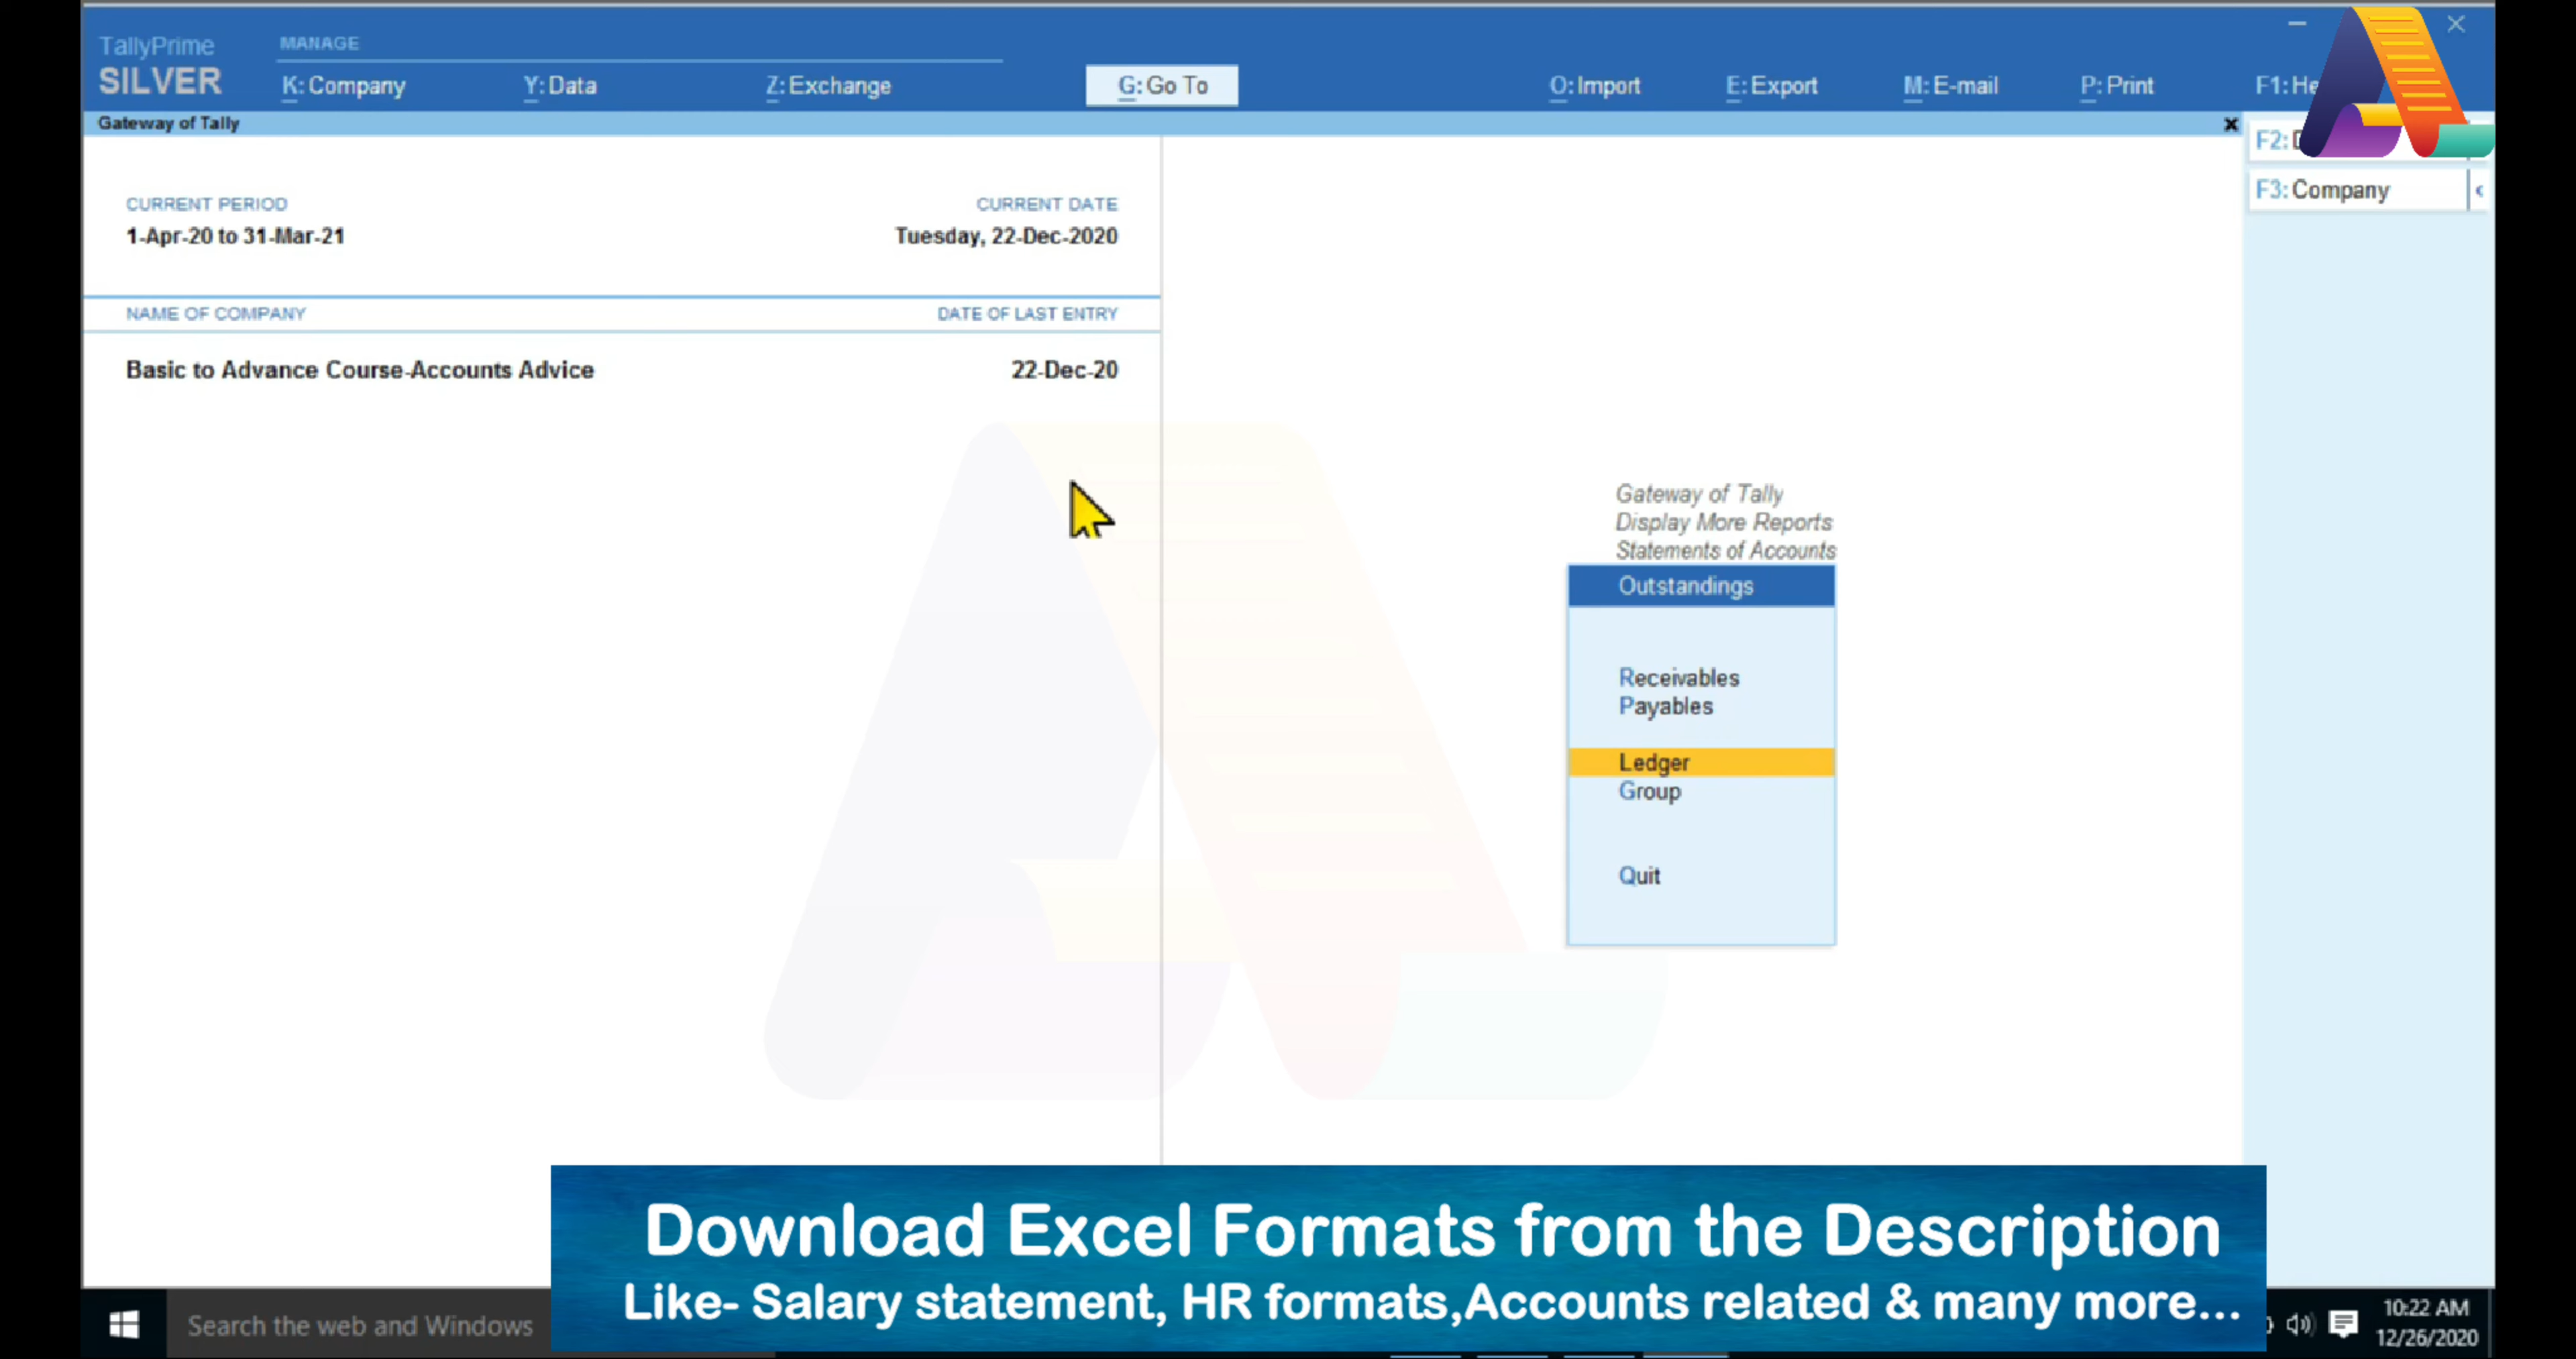 TallyPrime
SILVER
MANAGE
K: Company
Y: Data
Z: Exchange
G: Go To
O: Import
E: Export
M: E-mail
P: Print
F1: He
Gateway of Tally
F2:
F3: Company
CURRENT PERIOD
CURRENT DATE
1-Apr-20 to 31-Mar-21
Tuesday, 22-Dec-2020
NAME OF COMPANY
DATE OF LAST ENTRY
Basic to Advance Course-Accounts Advice
22-Dec-20
Gateway of Tally
Display More Reports
Statements of Accounts
Outstandings
Receivables
Payables
Ledger
Group
Quit
Download Excel Formats from the Description
Like- Salary statement, HR formats,Accounts related & many more...
Search the web and Windows
10:22 AM
12/26/2020